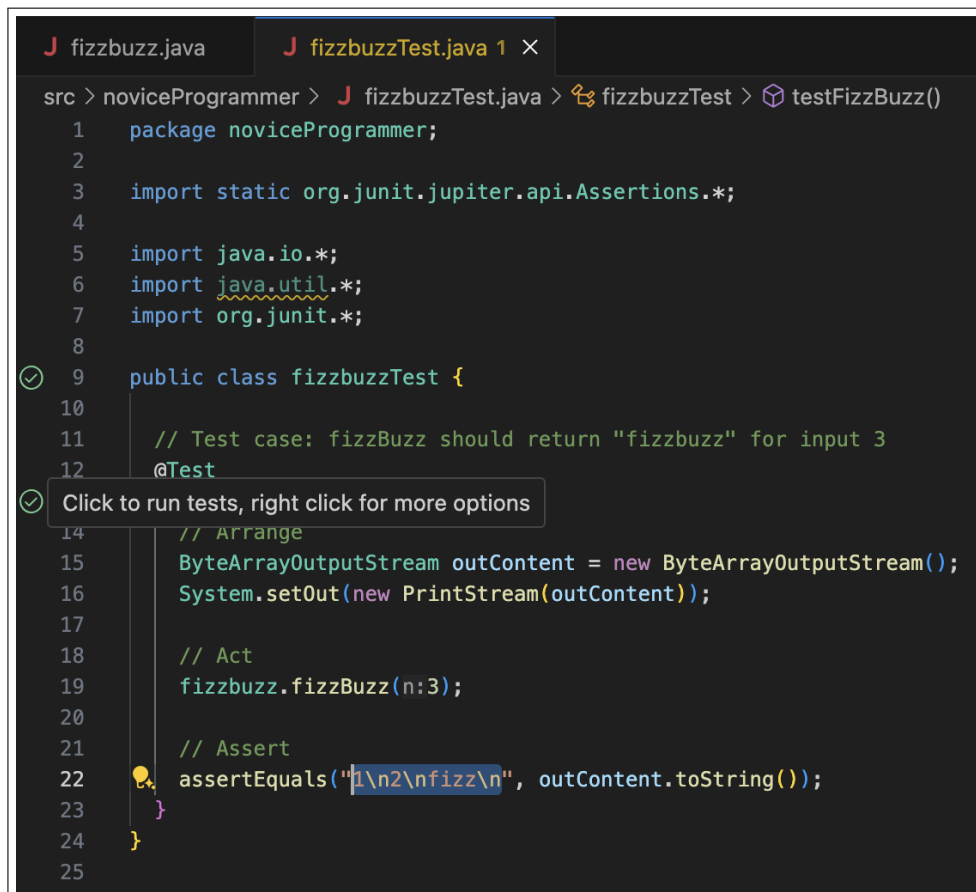 J fizzbuzz.java J fizzbuzzTest.java 1 ×
src > noviceProgrammer > J fizzbuzzTest.java > fizzbuzzTest > testFizzBuzz()
1 package noviceProgrammer;
2
3 import static org.junit.jupiter.api.Assertions.*;
4
5 import java.io.*;
6 import java.util.*;
7 import org.junit.*;
8
9 public class fizzbuzzTest {
10
11 // Test case: fizzBuzz should return "fizzbuzz" for input 3
12 @Test
Click to run tests, right click for more options
14 // Arrange
15 ByteArrayOutputStream outContent = new ByteArrayOutputStream();
16 System.setOut(new PrintStream(outContent));
17
18 // Act
19 fizzbuzz.fizzBuzz(n:3);
20
21 // Assert
22 assertEquals("1\n2\nfizz\n", outContent.toString());
23 }
24 }
25